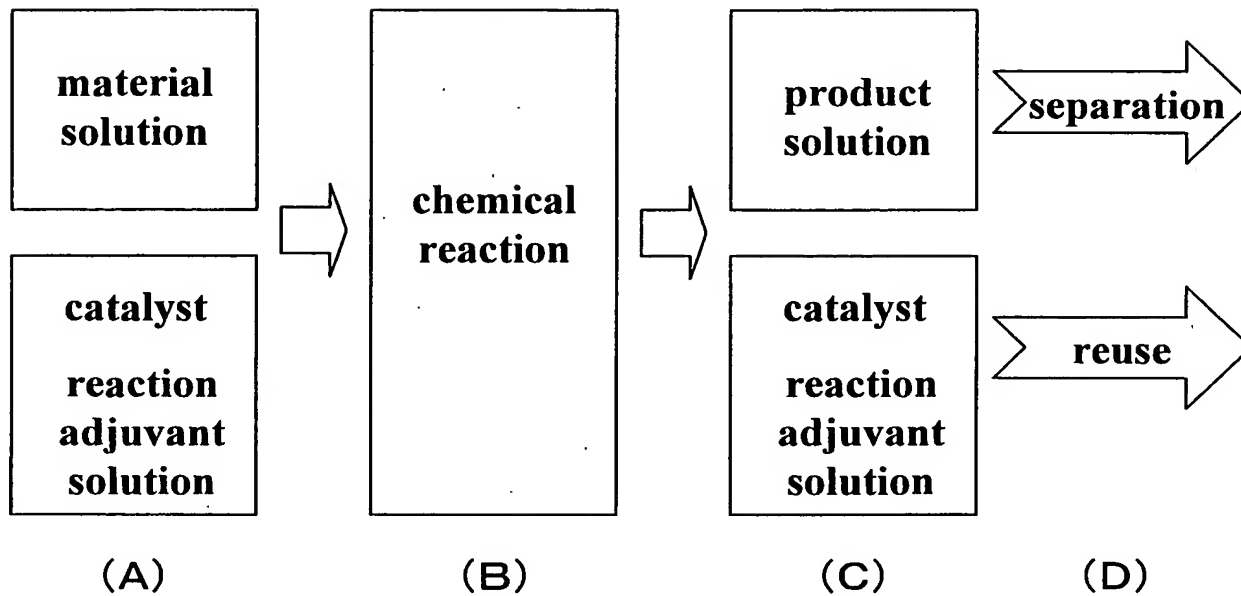 material
solution
catalyst
reaction
adjuvant
solution
chemical
reaction
product
solution
catalyst
reaction
adjuvant
solution
separation
reuse
(A)
(B)
(C)
(D)